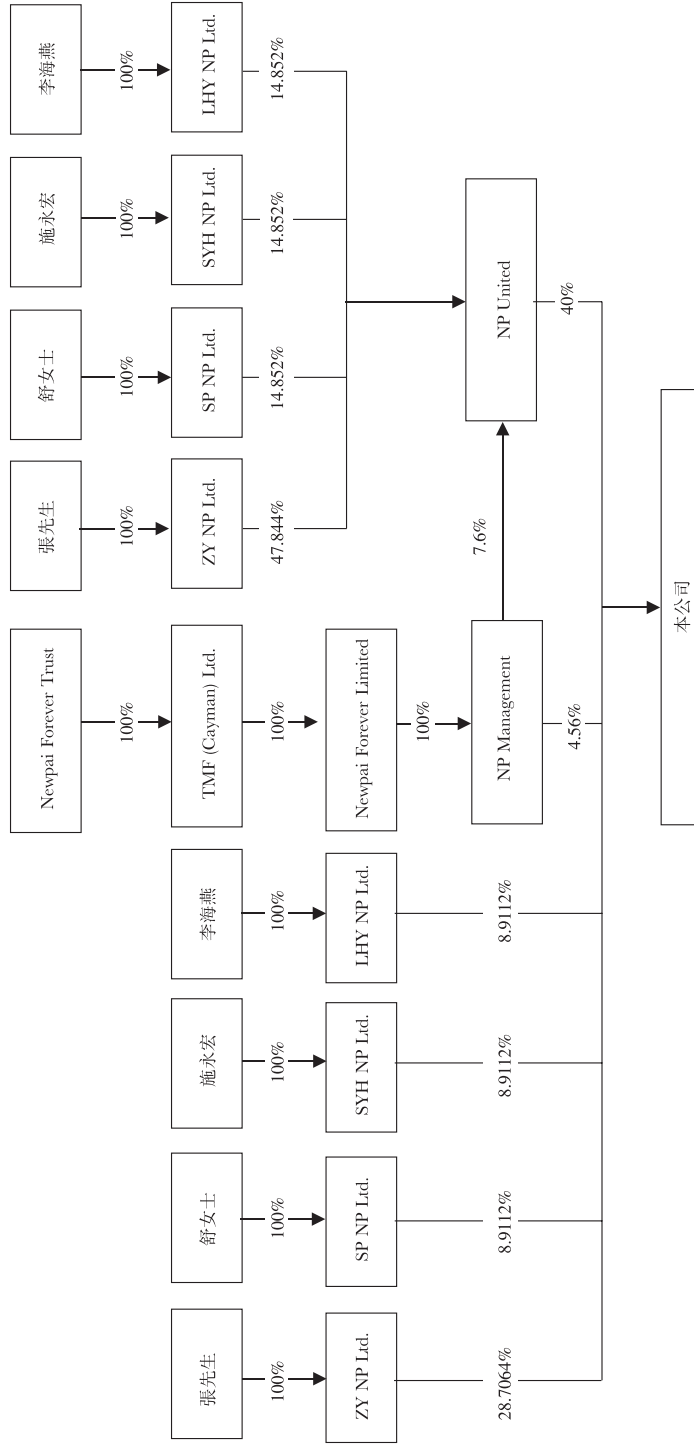 張先生
舒女士
施永宏
李海燕
Newpai Forever Trust
張先生
舒女士
施永宏
李海燕
100%
100%
100%
100%
100%
100%
100%
100%
100%
ZY NP Ltd.
SP NP Ltd.
SYH NP Ltd.
LHY NP Ltd.
TMF (Cayman) Ltd.
ZY NP Ltd.
SP NP Ltd.
SYH NP Ltd.
LHY NP Ltd.
100%
47.844%
14.852%
14.852%
14.852%
Newpai Forever Limited
100%
NP Management
7.6%
NP United
28.7064%
8.9112%
8.9112%
8.9112%
4.56%
40%
本公司